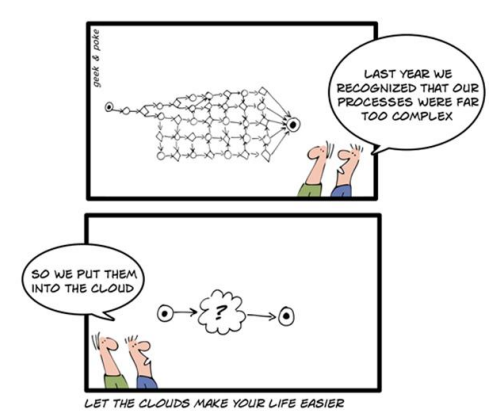 geek & poke
LAST YEAR WE
RECOGNIZED THAT OUR
PROCESSES WERE FAR
TOO COMPLEX
SO WE PUT THEM
INTO THE CLOUD
?
LET THE CLOUDS MAKE YOUR LIFE EASIER